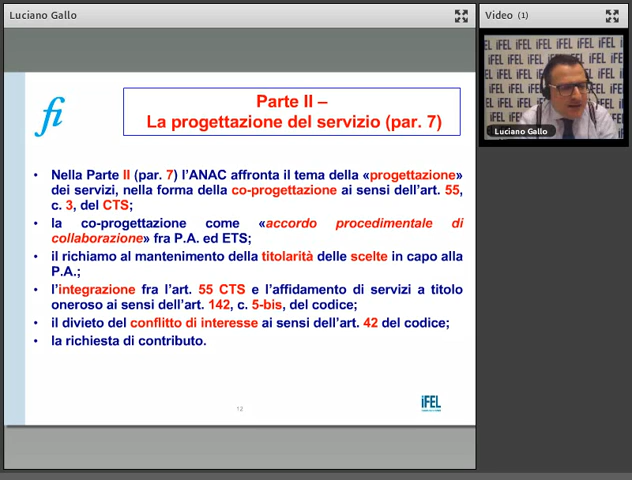 Luciano Gallo
Video (1)
Parte II –
La progettazione del servizio (par. 7)
• Nella Parte II (par. 7) l'ANAC affronta il tema della «progettazione»
dei servizi, nella forma della co-progettazione ai sensi dell'art. 55,
c. 3, del CTS;
• la co-progettazione come «accordo procedimentale di
collaborazione» fra P.A. ed ETS;
• il richiamo al mantenimento della titolarità delle scelte in capo alla
P.A.;
• l'integrazione fra l'art. 55 CTS e l'affidamento di servizi a titolo
oneroso ai sensi dell'art. 142, c. 5-bis, del codice;
• il divieto del conflitto di interesse ai sensi dell'art. 42 del codice;
• la richiesta di contributo.
12
iFEL
iFEL iFEL iFEL iFEL iFEL
Luciano Gallo